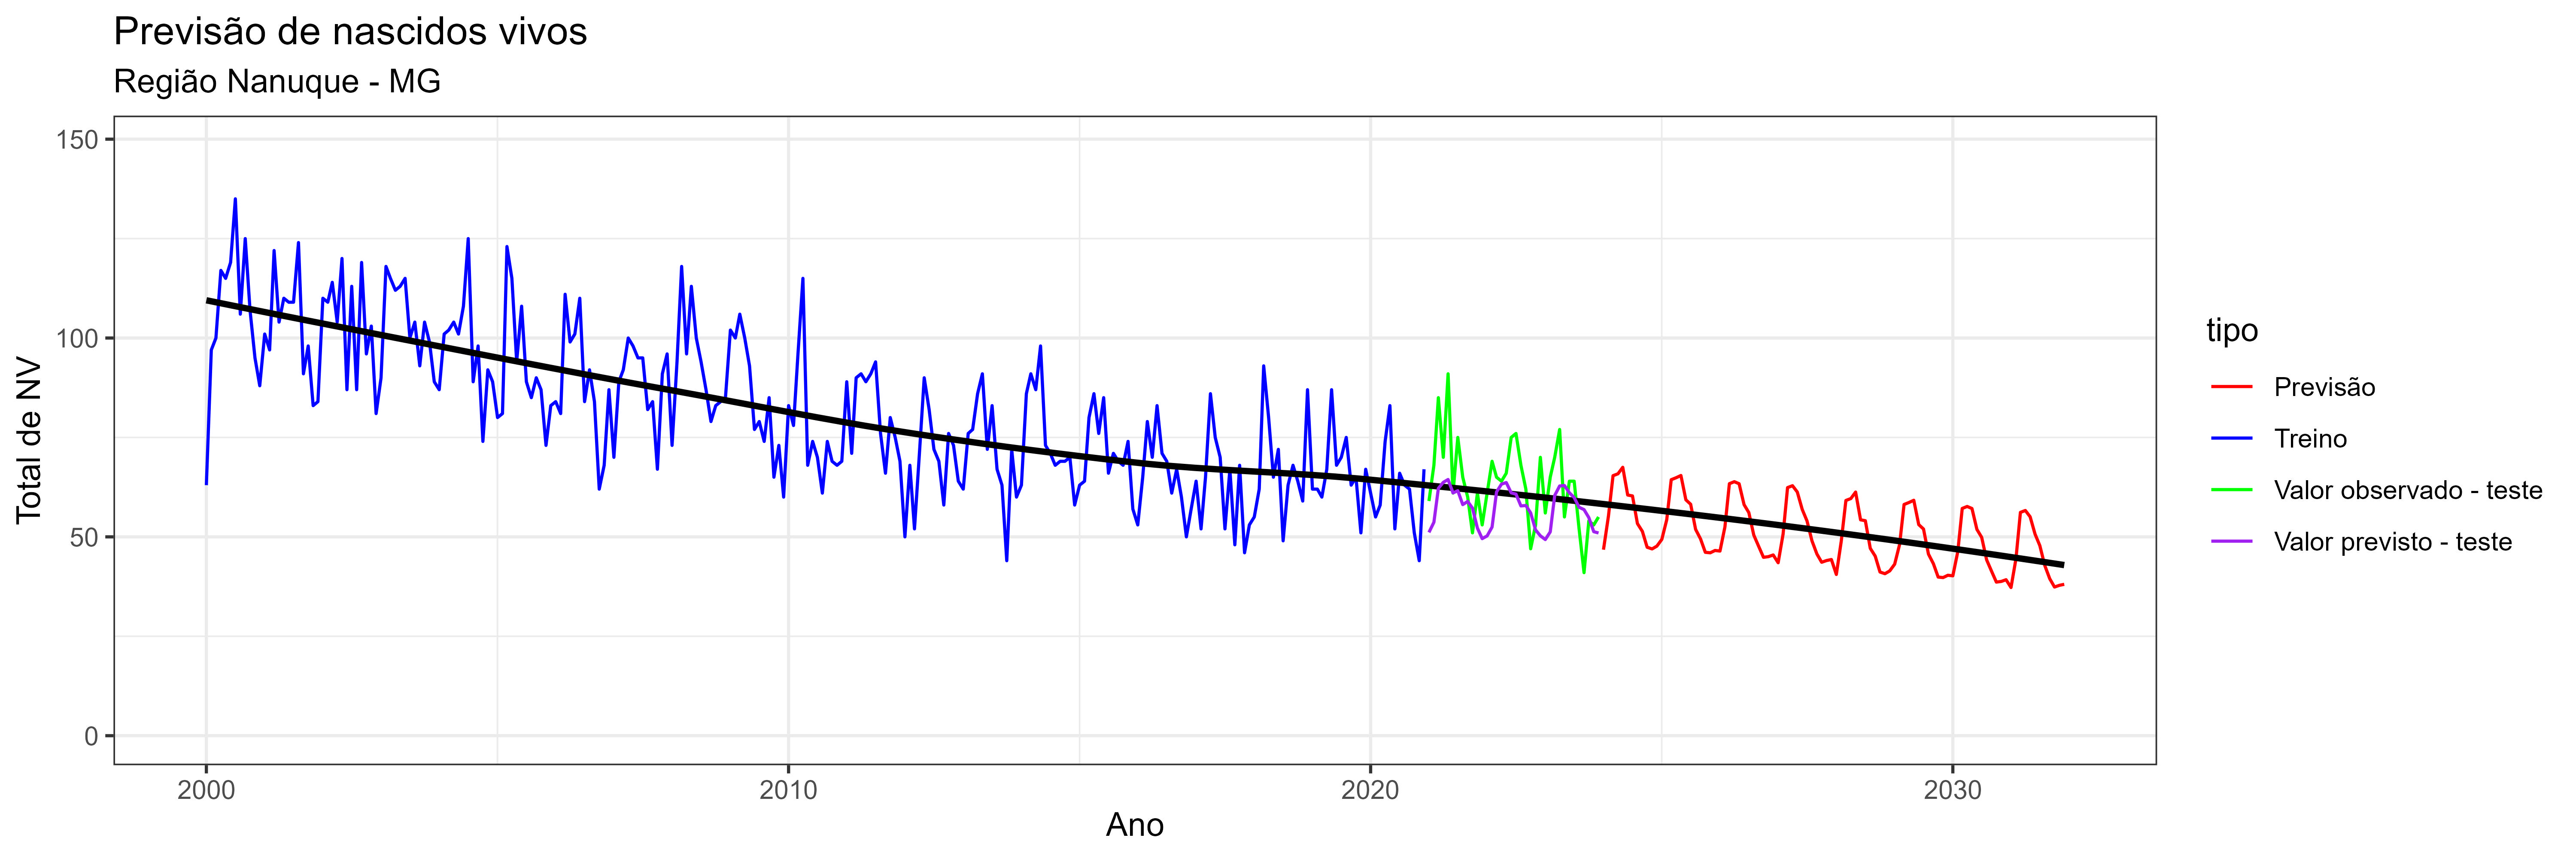 Previsão de nascidos vivos
Região Nanuque - MG
Total de NV
150
100
50
0
2000
2010
2020
2030
Ano
tipo
Previsão
Treino
Valor observado - teste
Valor previsto - teste